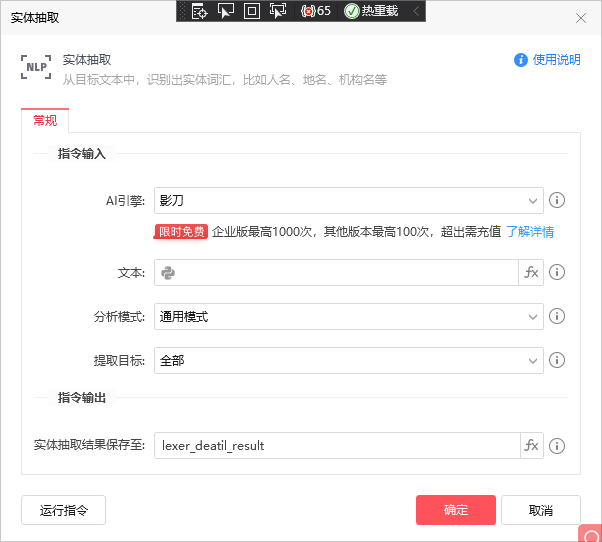 实体抽取
65
热重载
NLP
实体抽取
使用说明
从目标文本中，识别出实体词汇，比如人名、地名、机构名等
常规
指令输入
AI引擎: 影刀
限时免费 企业版最高1000次，其他版本最高100次，超出需充值 了解详情
文本: fx
分析模式: 通用模式
提取目标: 全部
指令输出
实体抽取结果保存至: lexer_deatil_result fx
运行指令 确定 取消